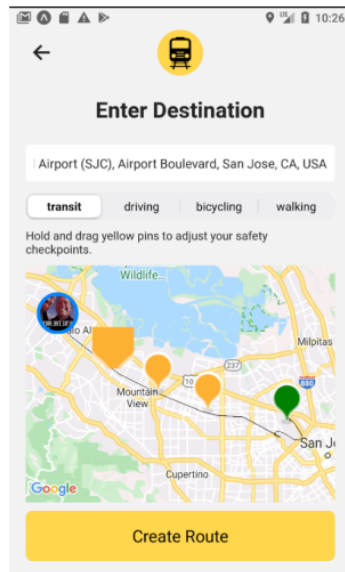 10:26
Enter Destination
Airport (SJC), Airport Boulevard, San Jose, CA, USA
transit driving bicycling walking
Hold and drag yellow pins to adjust your safety
checkpoints.
Wildlife...
Milpitas
237
Mountain
View
880
San J
Cupertino
Google
Create Route